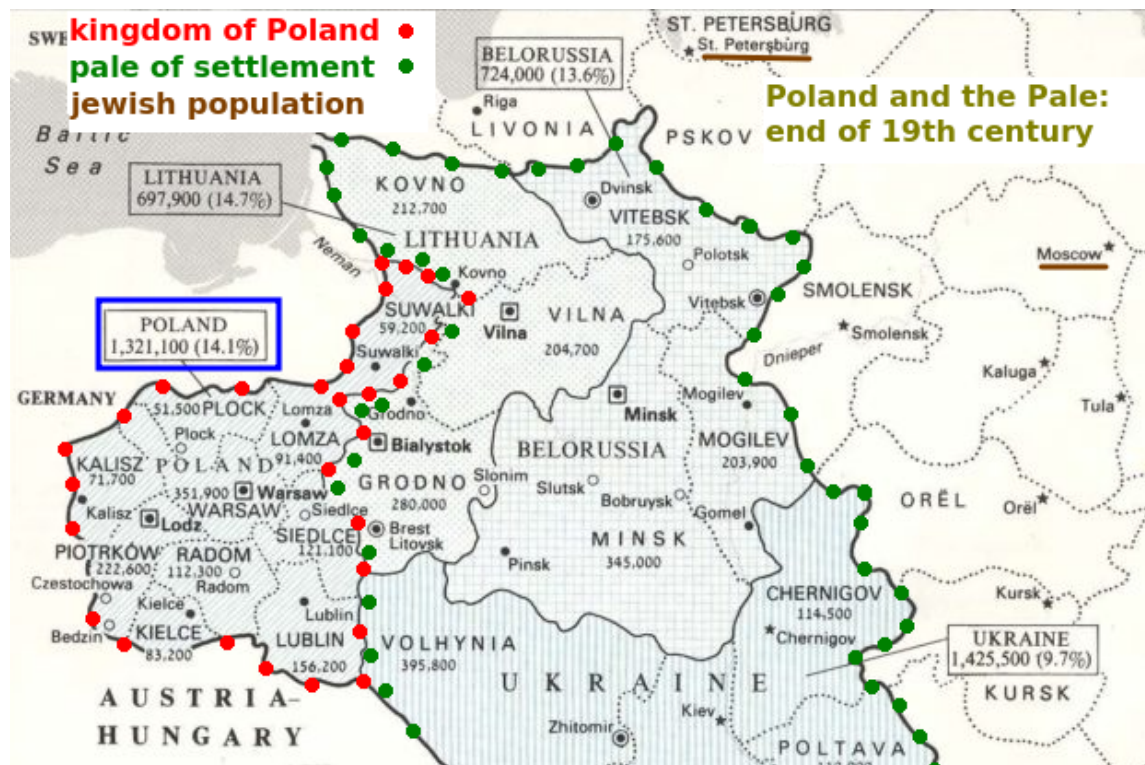 kingdom of Poland
pale of settlement
jewish population
SWE
ST. PETERSBURG
St. Petersburg
BELORUSSIA
724,000 (13.6%)
Poland and the Pale:
end of 19th century
Riga
LIVONIA
PSKOV
Baltic
Sea
LITHUANIA
697,900 (14.7%)
KOVNO
212,700
Dvinsk
VITEBSK
175,600
LITHUANIA
Neman
Polotsk
Moscow
Kovno
SUWALKI
59,200
Vilna
VILNA
204,700
Vitebsk
SMOLENSK
Smolensk
POLAND
1,321,100 (14.1%)
Suwalki
Dnieper
Kaluga
GERMANY
51,500 PLOCK
Lomza
Grodno
Minsk
Mogilev
Tula
Plock
LOMZA
91,400
Bialystok
BELORUSSIA
MOGILEV
203,900
KALISZ
71,700
POLAND
GRODNO
280,000
Slonim
Slutsk
Bobruysk
351,900
Warsaw
WARSAW
Kalisz
Lodz
Siedlce
SIEDLCE
121,100
Brest
Litovsk
Gomel
ORËL
Orël
PIOTRKÓW
222,600
RADOM
112,300
Radom
Pinsk
MINSK
345,000
Czestochowa
Kielce
Lublin
CHERNIGOV
114,500
Kursk
Bedzin
KIELCE
83,200
LUBLIN
156,200
VOLHYNIA
395,800
Chernigov
UKRAINE
1,425,500 (9.7%)
AUSTRIA–
HUNGARY
UKRAINE
KURSK
Zhitomir
Kiev
POLTAVA